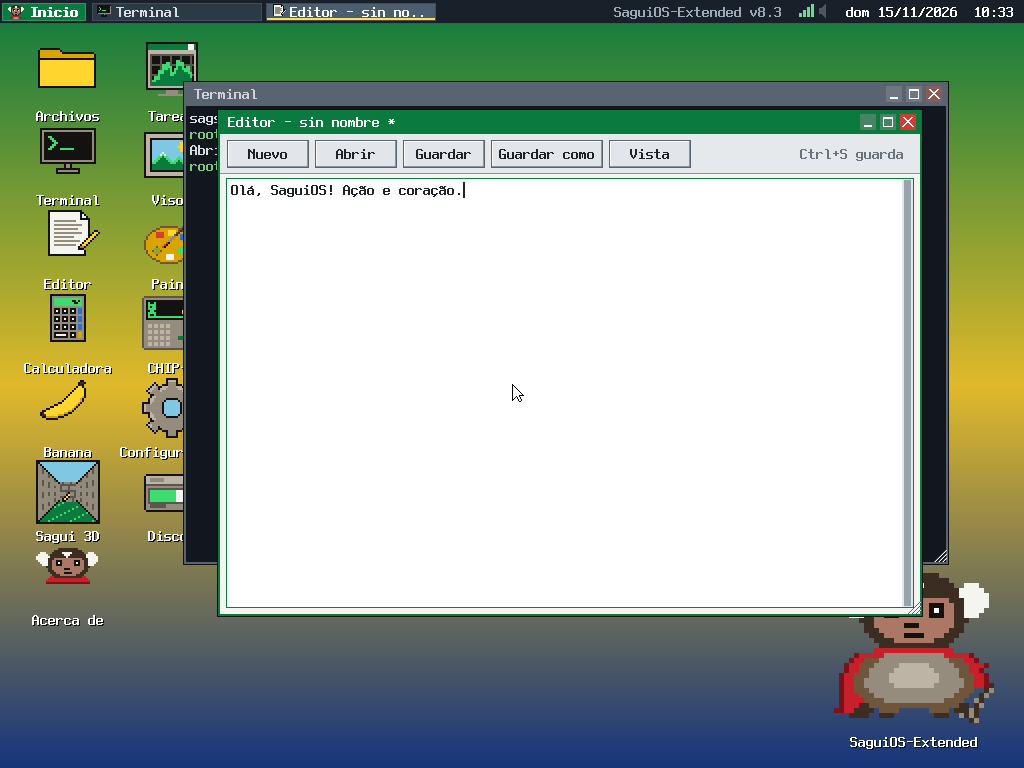 Inicio Terminal Editor - sin no.. SaguiOS-Extended v8.3 dom 15/11/2026 10:33
Archivos
Terminal
Editor
Calculadora
Banana
Sagui 3D
Acerca de
Terminal
Editor - sin nombre *
Nuevo Abrir Guardar Guardar como Vista Ctrl+S guarda
Olá, SaguiOS! Ação e coração.
SaguiOS-Extended